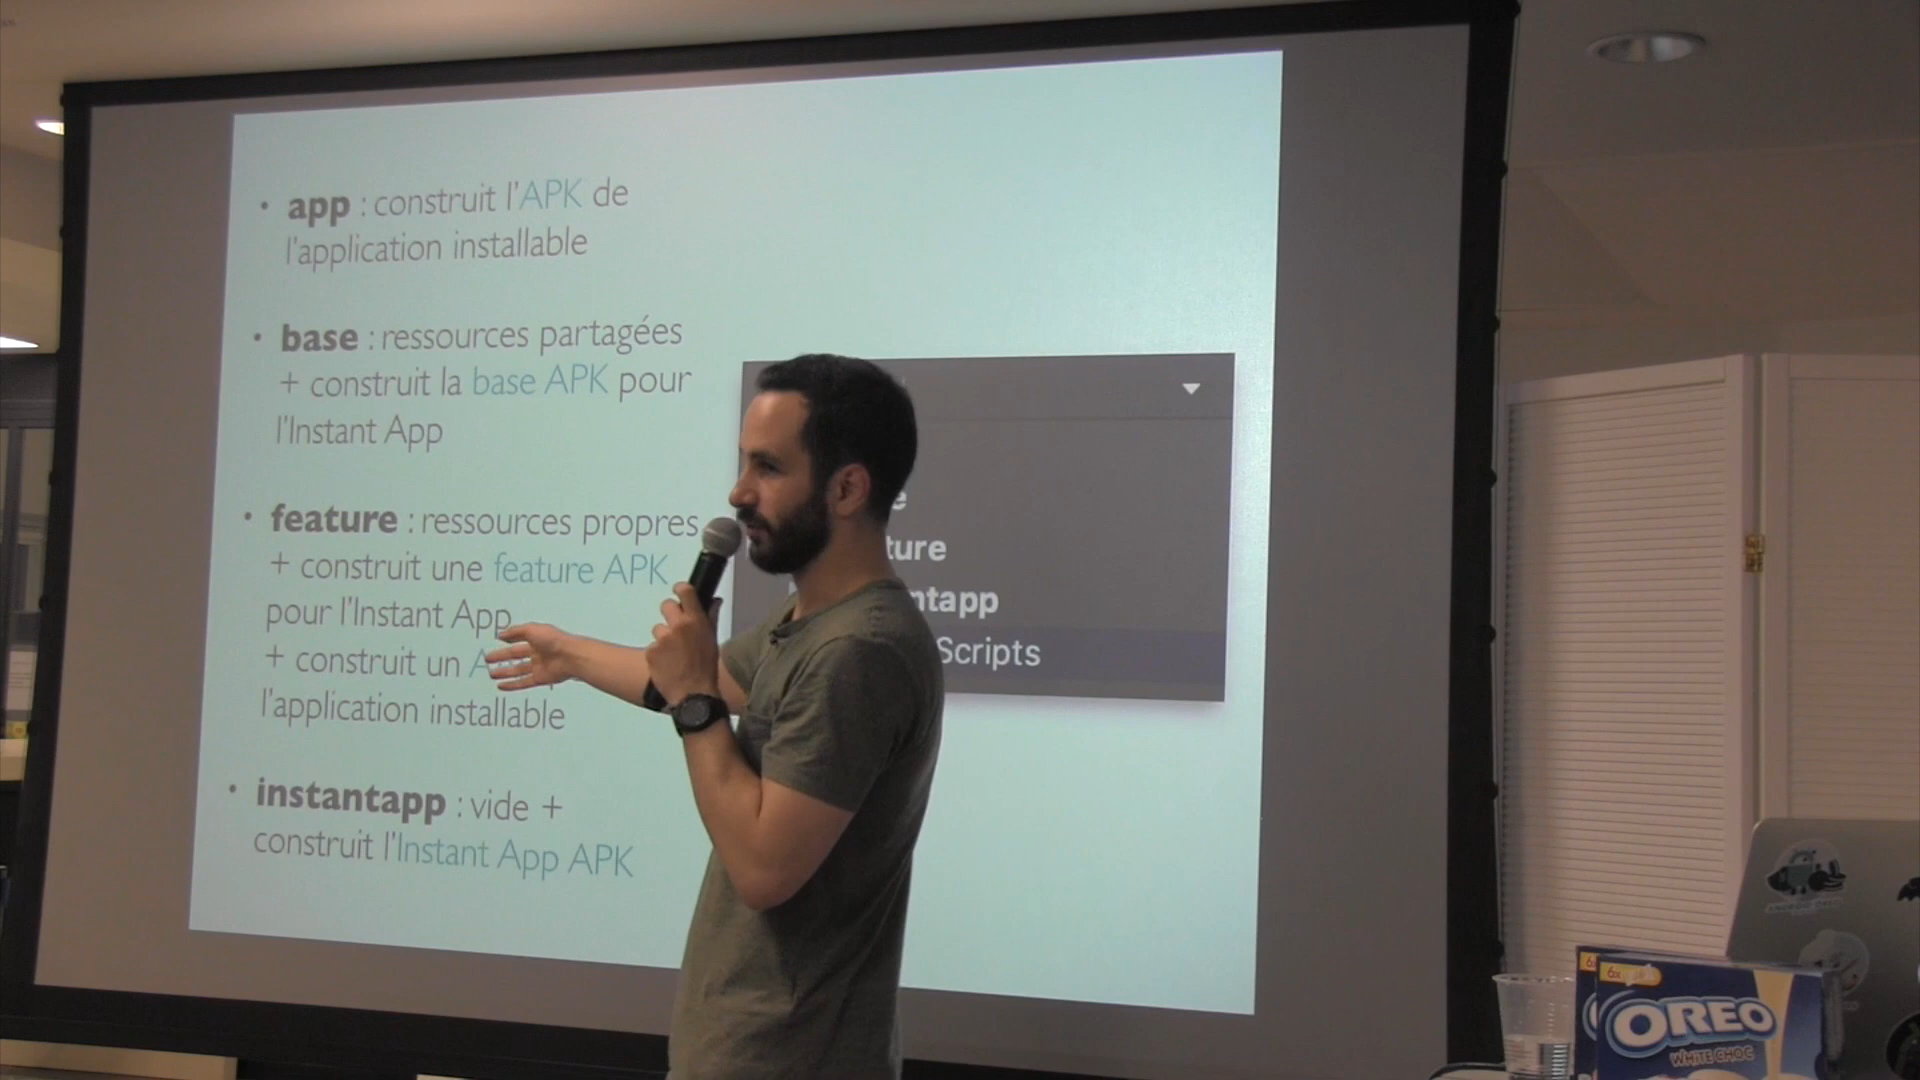 • app : construit l'APK de
l'application installable
• base : ressources partagées
+ construit la base APK pour
l'Instant App
• feature : ressources propres
+ construit une feature APK
pour l'Instant App
+ construit un
l'application installable
• instantapp : vide +
construit l'Instant App APK
e
ture
ntapp
Scripts
6x
OREO
WHITE CHOC